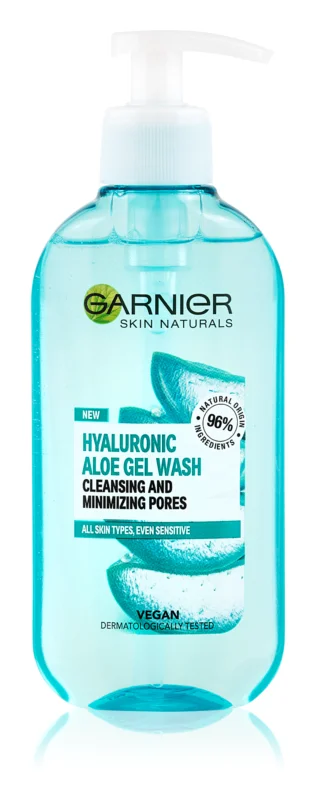 GARNIER
SKIN NATURALS
NEW
NATURAL ORIGIN
96%
INGREDIENTS
HYALURONIC
ALOE GEL WASH
CLEANSING AND
MINIMIZING PORES
ALL SKIN TYPES, EVEN SENSITIVE
VEGAN
DERMATOLOGICALLY TESTED